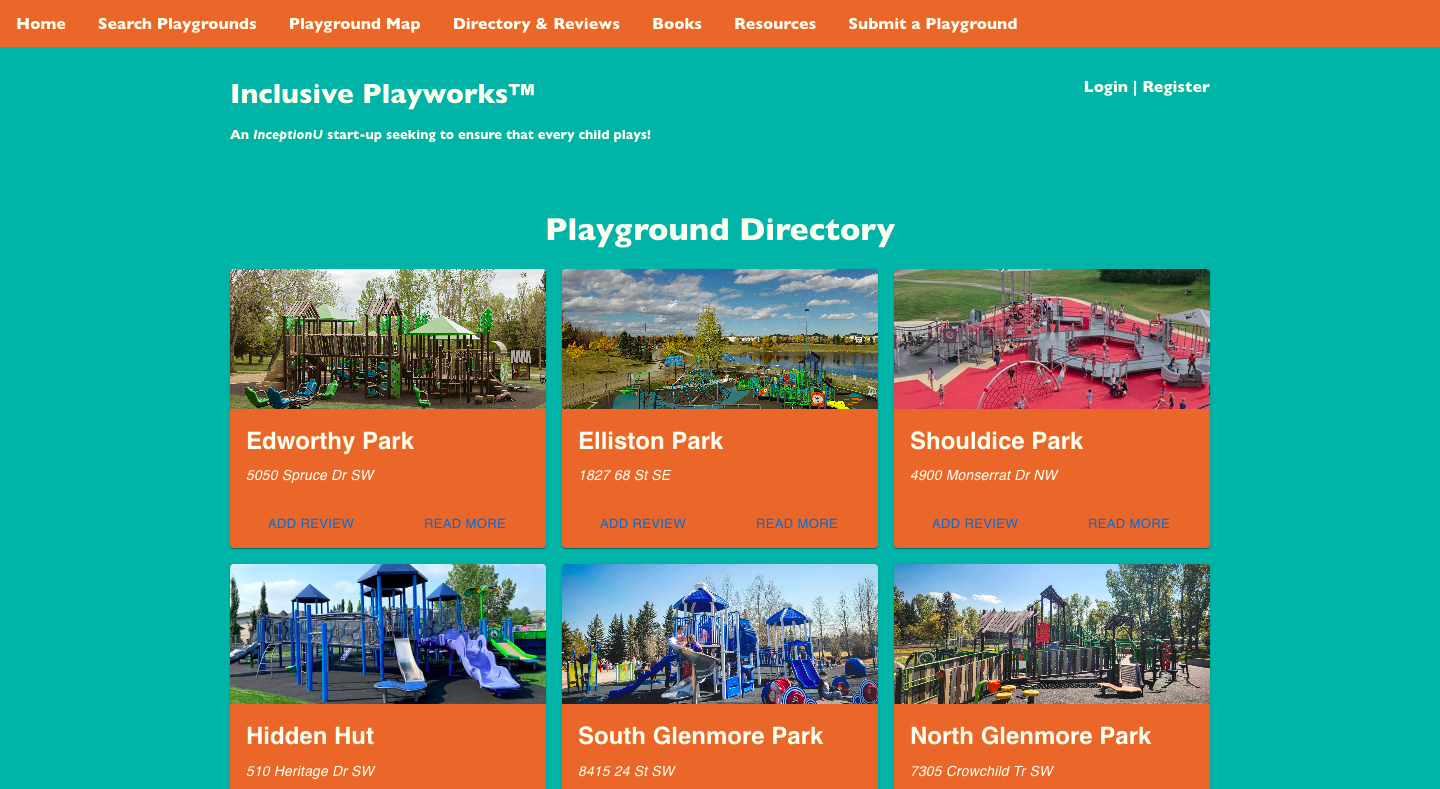 Home Search Playgrounds Playground Map Directory & Reviews Books Resources Submit a Playground
Inclusive Playworks™
Login | Register
An InceptionU start-up seeking to ensure that every child plays!
Playground Directory
Edworthy Park
5050 Spruce Dr SW
ADD REVIEW READ MORE
Elliston Park
1827 68 St SE
ADD REVIEW READ MORE
Shouldice Park
4900 Monserrat Dr NW
ADD REVIEW READ MORE
Hidden Hut
510 Heritage Dr SW
South Glenmore Park
8415 24 St SW
North Glenmore Park
7305 Crowchild Tr SW